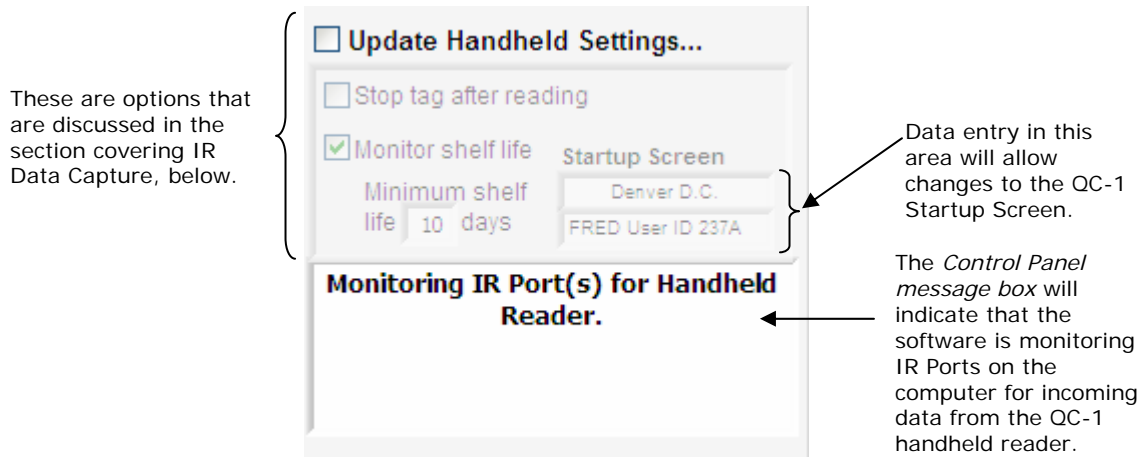 These are options that
are discussed in the
section covering IR
Data Capture, below.
Update Handheld Settings...
Stop tag after reading
Monitor shelf life
Minimum shelf
life 10 days
Startup Screen
Denver D.C.
FRED User ID 237A
Monitoring IR Port(s) for Handheld
Reader.
Data entry in this
area will allow
changes to the QC-1
Startup Screen.
The Control Panel
message box will
indicate that the
software is monitoring
IR Ports on the
computer for incoming
data from the QC-1
handheld reader.